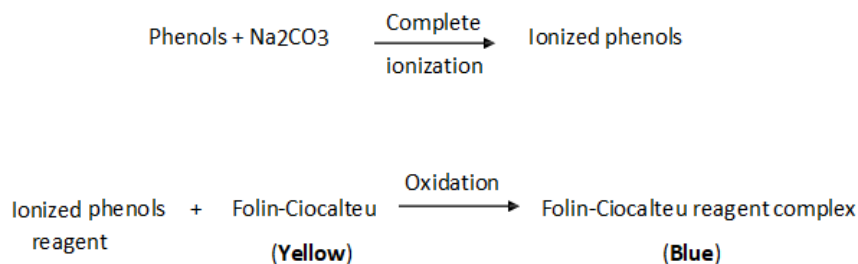 Phenols + Na2CO3 Complete Ionized phenols
ionization
Ionized phenols + Folin-Ciocalteu Oxidation Folin-Ciocalteu reagent complex
reagent (Yellow) (Blue)